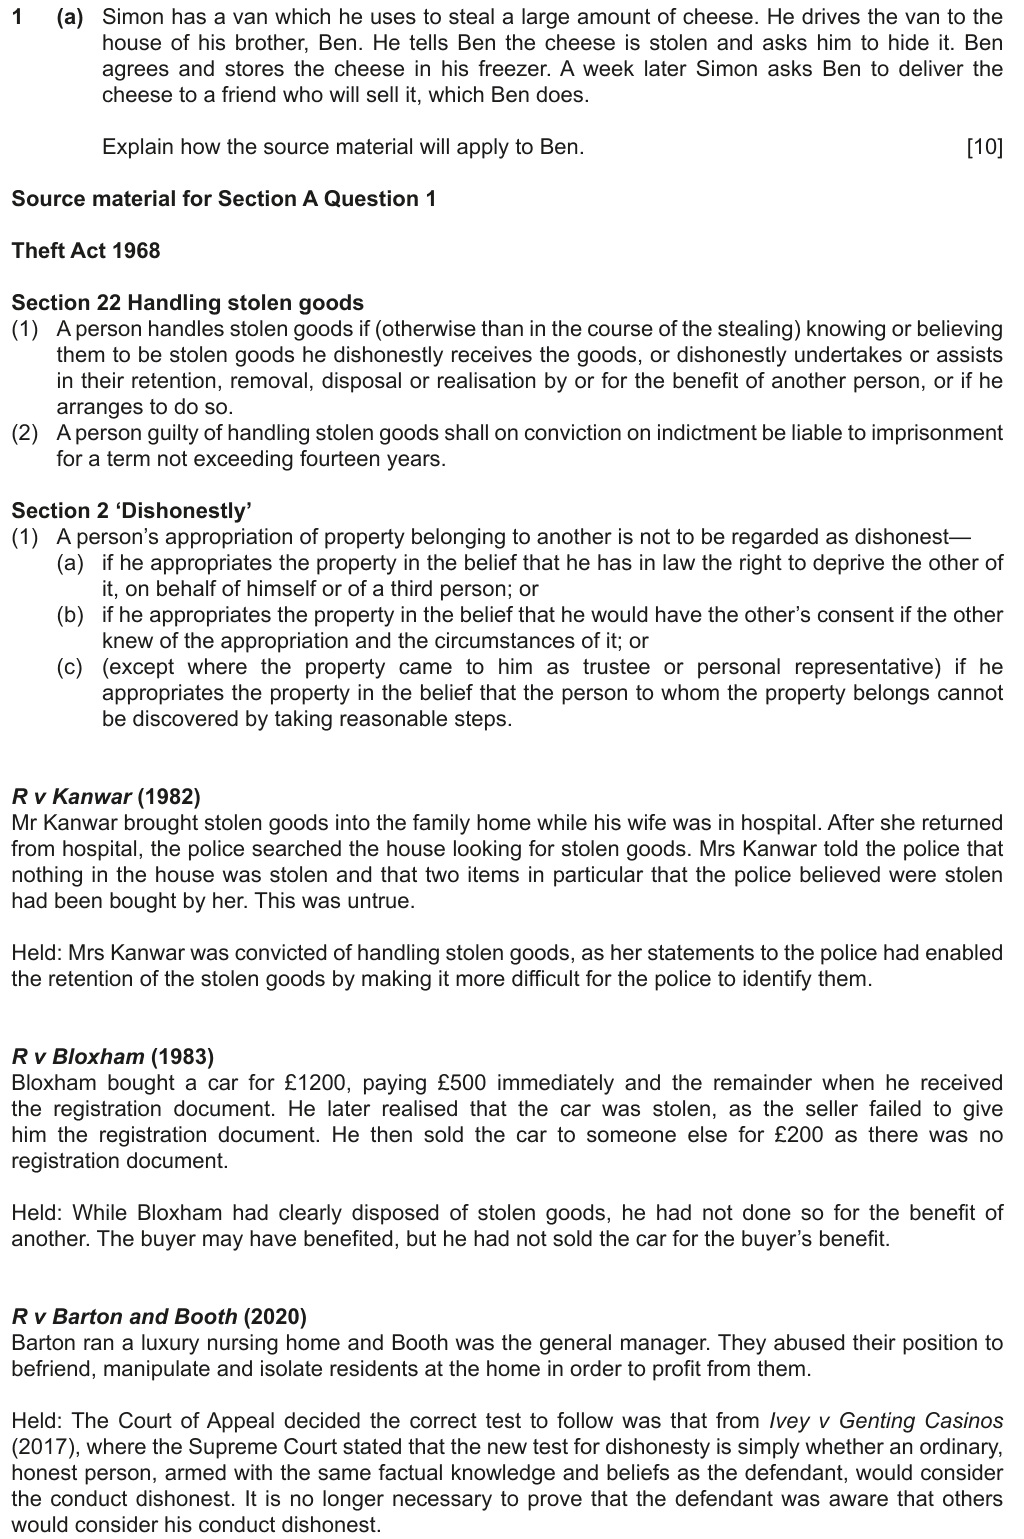 1 (a) Simon has a van which he uses to steal a large amount of cheese. He drives the van to the
house of his brother, Ben. He tells Ben the cheese is stolen and asks him to hide it. Ben
agrees and stores the cheese in his freezer. A week later Simon asks Ben to deliver the
cheese to a friend who will sell it, which Ben does.
Explain how the source material will apply to Ben. [10]
Source material for Section A Question 1
Theft Act 1968
Section 22 Handling stolen goods
(1) A person handles stolen goods if (otherwise than in the course of the stealing) knowing or believing
them to be stolen goods he dishonestly receives the goods, or dishonestly undertakes or assists
in their retention, removal, disposal or realisation by or for the benefit of another person, or if he
arranges to do so.
(2) A person guilty of handling stolen goods shall on conviction on indictment be liable to imprisonment
for a term not exceeding fourteen years.
Section 2 ‘Dishonestly’
(1) A person’s appropriation of property belonging to another is not to be regarded as dishonest—
(a) if he appropriates the property in the belief that he has in law the right to deprive the other of
it, on behalf of himself or of a third person; or
(b) if he appropriates the property in the belief that he would have the other’s consent if the other
knew of the appropriation and the circumstances of it; or
(c) (except where the property came to him as trustee or personal representative) if he
appropriates the property in the belief that the person to whom the property belongs cannot
be discovered by taking reasonable steps.
R v Kanwar (1982)
Mr Kanwar brought stolen goods into the family home while his wife was in hospital. After she returned
from hospital, the police searched the house looking for stolen goods. Mrs Kanwar told the police that
nothing in the house was stolen and that two items in particular that the police believed were stolen
had been bought by her. This was untrue.
Held: Mrs Kanwar was convicted of handling stolen goods, as her statements to the police had enabled
the retention of the stolen goods by making it more difficult for the police to identify them.
R v Bloxham (1983)
Bloxham bought a car for £1200, paying £500 immediately and the remainder when he received
the registration document. He later realised that the car was stolen, as the seller failed to give
him the registration document. He then sold the car to someone else for £200 as there was no
registration document.
Held: While Bloxham had clearly disposed of stolen goods, he had not done so for the benefit of
another. The buyer may have benefited, but he had not sold the car for the buyer’s benefit.
R v Barton and Booth (2020)
Barton ran a luxury nursing home and Booth was the general manager. They abused their position to
befriend, manipulate and isolate residents at the home in order to profit from them.
Held: The Court of Appeal decided the correct test to follow was that from Ivey v Genting Casinos
(2017), where the Supreme Court stated that the new test for dishonesty is simply whether an ordinary,
honest person, armed with the same factual knowledge and beliefs as the defendant, would consider
the conduct dishonest. It is no longer necessary to prove that the defendant was aware that others
would consider his conduct dishonest.